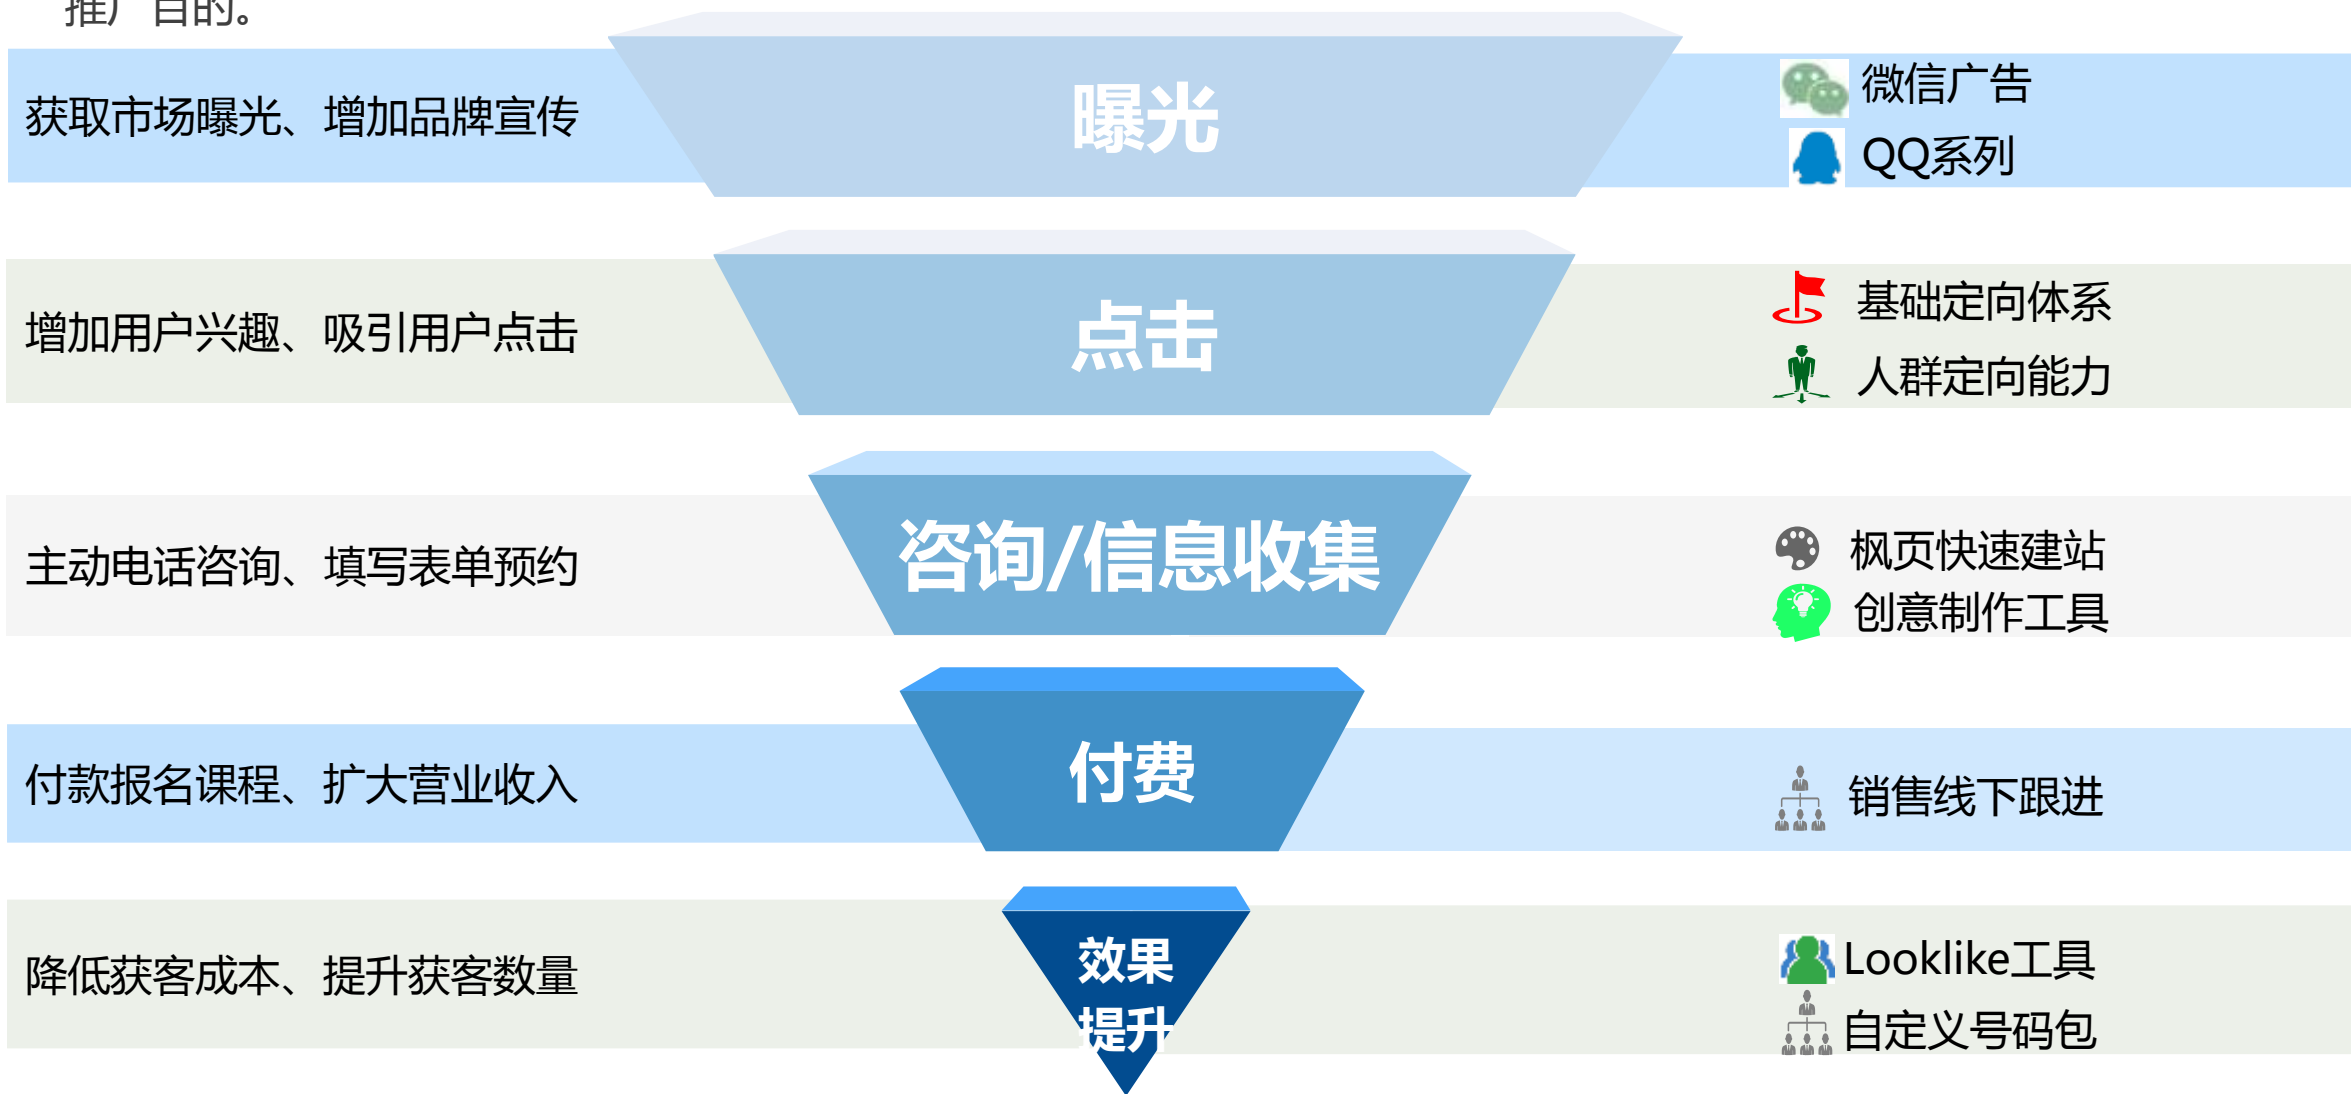 推广目的。
获取市场曝光、增加品牌宣传
曝光
微信广告
QQ系列
增加用户兴趣、吸引用户点击
点击
基础定向体系
人群定向能力
主动电话咨询、填写表单预约
咨询/信息收集
枫页快速建站
创意制作工具
付款报名课程、扩大营业收入
付费
销售线下跟进
降低获客成本、提升获客数量
效果
提升
Looklike工具
自定义号码包